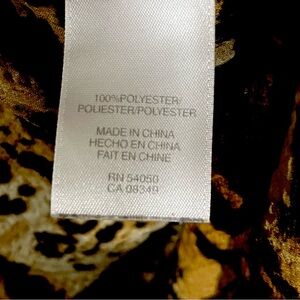 100%POLYESTER/
POLIESTER/POLYESTER
MADE IN CHINA
HECHO EN CHINA
FAIT EN CHINE
RN 54050
CA 08349